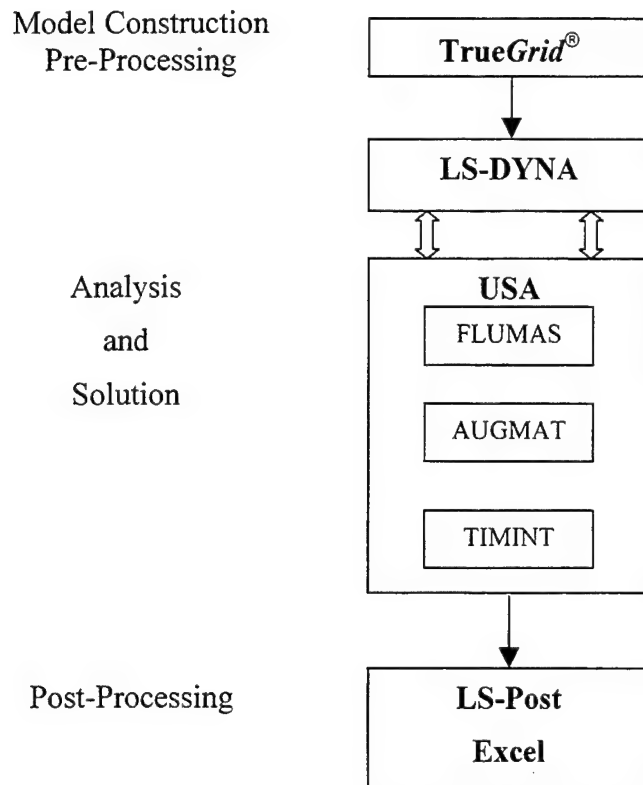 Model Construction
Pre-Processing
TrueGrid®
LS-DYNA
Analysis
and
Solution
USA
FLUMAS
AUGMAT
TIMINT
Post-Processing
LS-Post
Excel